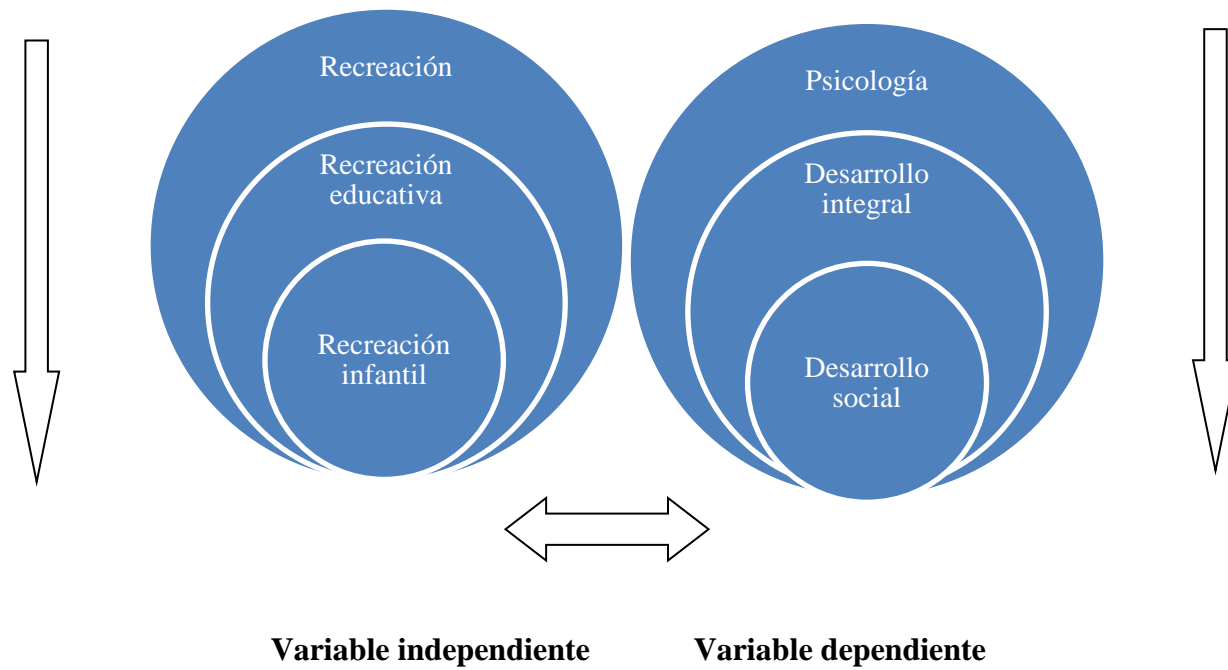 Recreación
Recreación
educativa
Recreación
infantil
Psicología
Desarrollo
integral
Desarrollo
social
Variable independiente
Variable dependiente